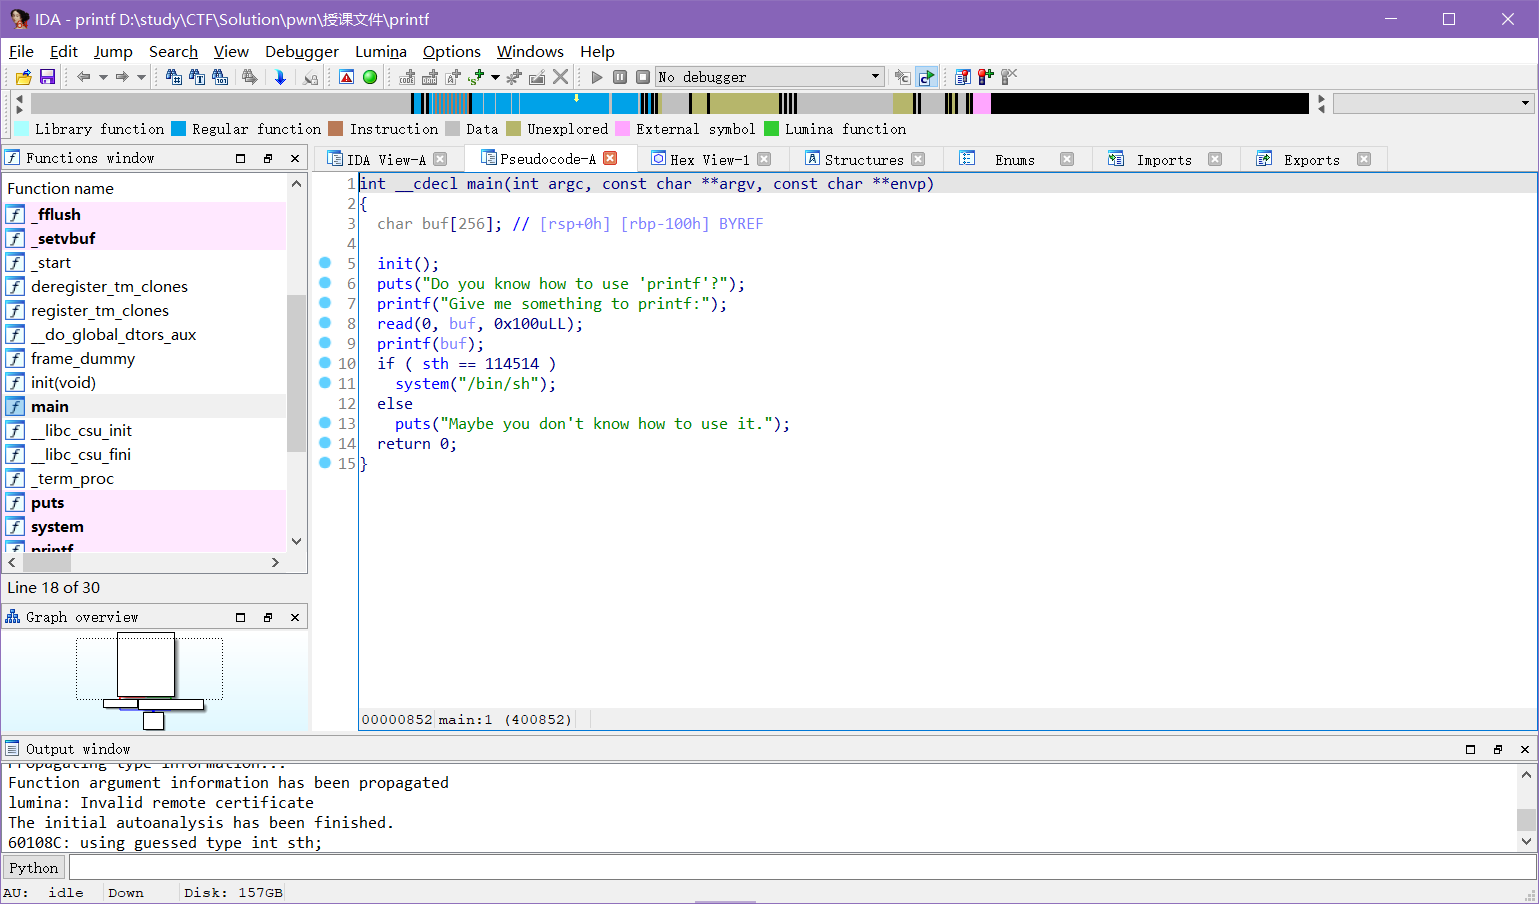 IDA - printf D:\study\CTF\Solution\pwn\授课文件\printf
File Edit Jump Search View Debugger Lumina Options Windows Help
No debugger
Library function Regular function Instruction Data Unexplored External symbol Lumina function
Functions window
IDA View-A Pseudocode-A Hex View-1 Structures Enums Imports Exports
Function name
_fflush
_setvbuf
_start
deregister_tm_clones
register_tm_clones
__do_global_dtors_aux
frame_dummy
init(void)
main
__libc_csu_init
__libc_csu_fini
_term_proc
puts
system
printf
Line 18 of 30
Graph overview
1 int __cdecl main(int argc, const char **argv, const char **envp)
2 {
3 char buf[256]; // [rsp+0h] [rbp-100h] BYREF
4
5 init();
6 puts("Do you know how to use 'printf'?");
7 printf("Give me something to printf:");
8 read(0, buf, 0x100uLL);
9 printf(buf);
10 if ( sth == 114514 )
11 system("/bin/sh");
12 else
13 puts("Maybe you don't know how to use it.");
14 return 0;
15 }
00000852 main:1 (400852)
Output window
Propagating type information...
Function argument information has been propagated
lumina: Invalid remote certificate
The initial autoanalysis has been finished.
60108C: using guessed type int sth;
Python
AU: idle Down Disk: 157GB